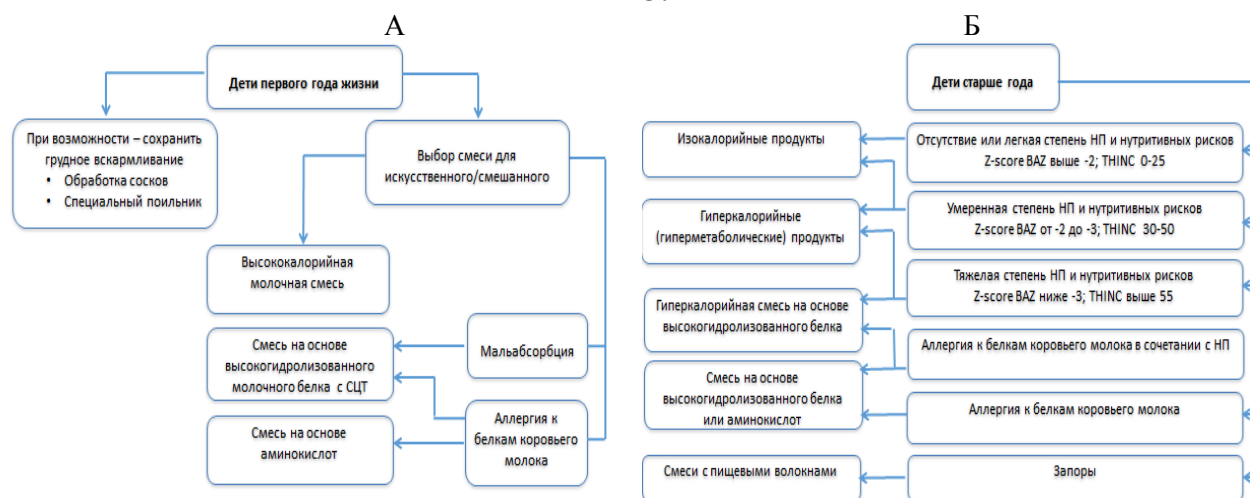 А
Дети первого года жизни
При возможности – сохранить
грудное вскармливание
• Обработка сосков
• Специальный поильник
Выбор смеси для
искусственного/смешанного
Высококалорийная
молочная смесь
Смесь на основе
высокогидролизованного
молочного белка с СЦТ
Мальабсорбция
Смесь на основе
аминокислот
Аллергия к
белкам коровьего
молока
Б
Дети старше года
Изокалорийные продукты
Отсутствие или легкая степень НП и нутритивных рисков
Z-score BAZ выше -2; THINC 0-25
Гиперкалорийные
(гиперметаболические) продукты
Умеренная степень НП и нутритивных рисков
Z-score BAZ от -2 до -3; THINC 30-50
Тяжелая степень НП и нутритивных рисков
Z-score BAZ ниже -3; THINC выше 55
Гиперкалорийная смесь на основе
высокогидролизованного белка
Аллергия к белкам коровьего молока в сочетании с НП
Смесь на основе
высокогидролизованного белка
или аминокислот
Аллергия к белкам коровьего молока
Смеси с пищевыми волокнами
Запоры